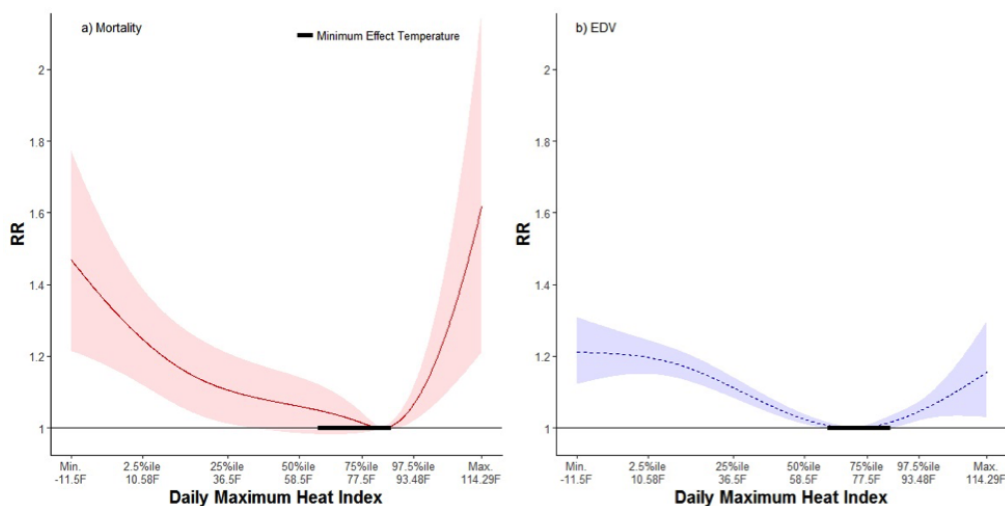 a) Mortality
Minimum Effect Temperature
RR
2
1.8
1.6
1.4
1.2
1
Min. 2.5%ile 25%ile 50%ile 75%ile 97.5%ile Max.
-11.5F 10.58F 36.5F 58.5F 77.5F 93.48F 114.29F
Daily Maximum Heat Index
b) EDV
RR
2
1.8
1.6
1.4
1.2
1
Min. 2.5%ile 25%ile 50%ile 75%ile 97.5%ile Max.
-11.5F 10.58F 36.5F 58.5F 77.5F 93.48F 114.29F
Daily Maximum Heat Index